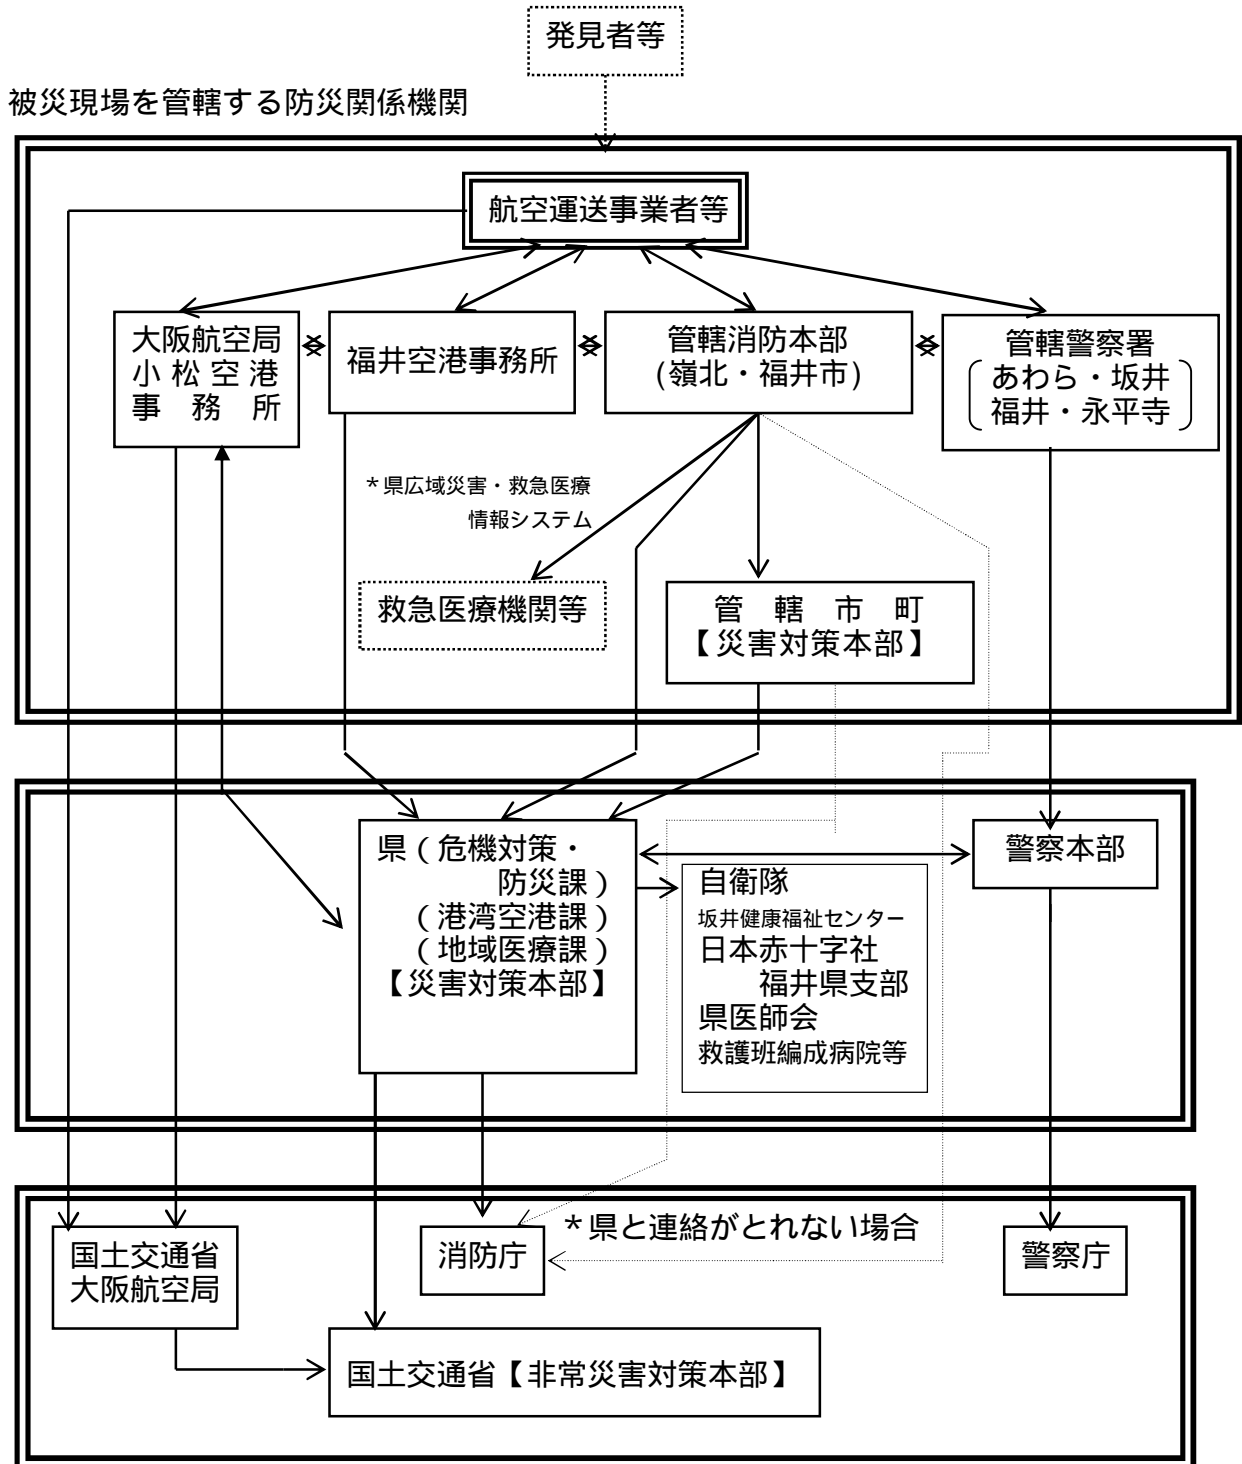 発見者等
被災現場を管轄する防災関係機関
航空運送事業者等
大阪航空局
小松空港
事務所
福井空港事務所
管轄消防本部
(嶺北・福井市)
管轄警察署
あわら・坂井
福井・永平寺
*県広域災害・救急医療
情報システム
救急医療機関等
管轄市町
【災害対策本部】
県(危機対策・
防災課)
(港湾空港課)
(地域医療課)
【災害対策本部】
自衛隊
坂井健康福祉センター
日本赤十字社
福井県支部
県医師会
救護班編成病院等
警察本部
国土交通省
大阪航空局
消防庁
*県と連絡がとれない場合
警察庁
国土交通省【非常災害対策本部】